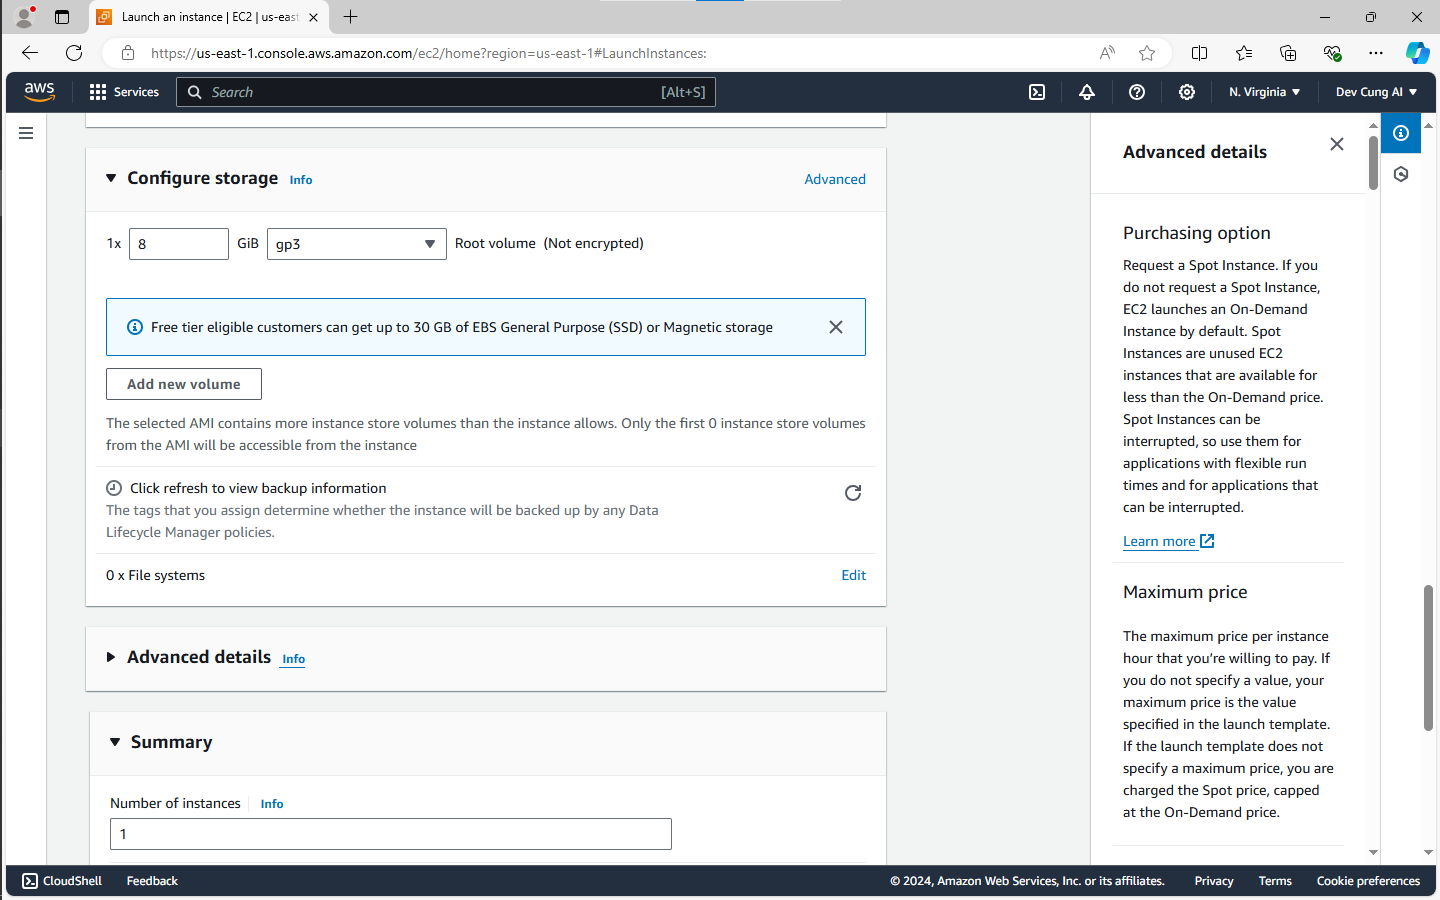 Launch an instance | EC2 | us-east
https://us-east-1.console.aws.amazon.com/ec2/home?region=us-east-1#LaunchInstances:
aws
Services
Search
[Alt+S]
N. Virginia
Dev Cung AI
Configure storage
Info
Advanced
1x
8
GiB
gp3
Root volume (Not encrypted)
Free tier eligible customers can get up to 30 GB of EBS General Purpose (SSD) or Magnetic storage
Add new volume
The selected AMI contains more instance store volumes than the instance allows. Only the first 0 instance store volumes
from the AMI will be accessible from the instance
Click refresh to view backup information
The tags that you assign determine whether the instance will be backed up by any Data
Lifecycle Manager policies.
0 x File systems
Edit
Advanced details
Info
Summary
Number of instances
Info
1
Advanced details
Purchasing option
Request a Spot Instance. If you
do not request a Spot Instance,
EC2 launches an On-Demand
Instance by default. Spot
Instances are unused EC2
instances that are available for
less than the On-Demand price.
Spot Instances can be
interrupted, so use them for
applications with flexible run
times and for applications that
can be interrupted.
Learn more
Maximum price
The maximum price per instance
hour that you're willing to pay. If
you do not specify a value, your
maximum price is the value
specified in the launch template.
If the launch template does not
specify a maximum price, you are
charged the Spot price, capped
at the On-Demand price.
CloudShell
Feedback
© 2024, Amazon Web Services, Inc. or its affiliates.
Privacy
Terms
Cookie preferences